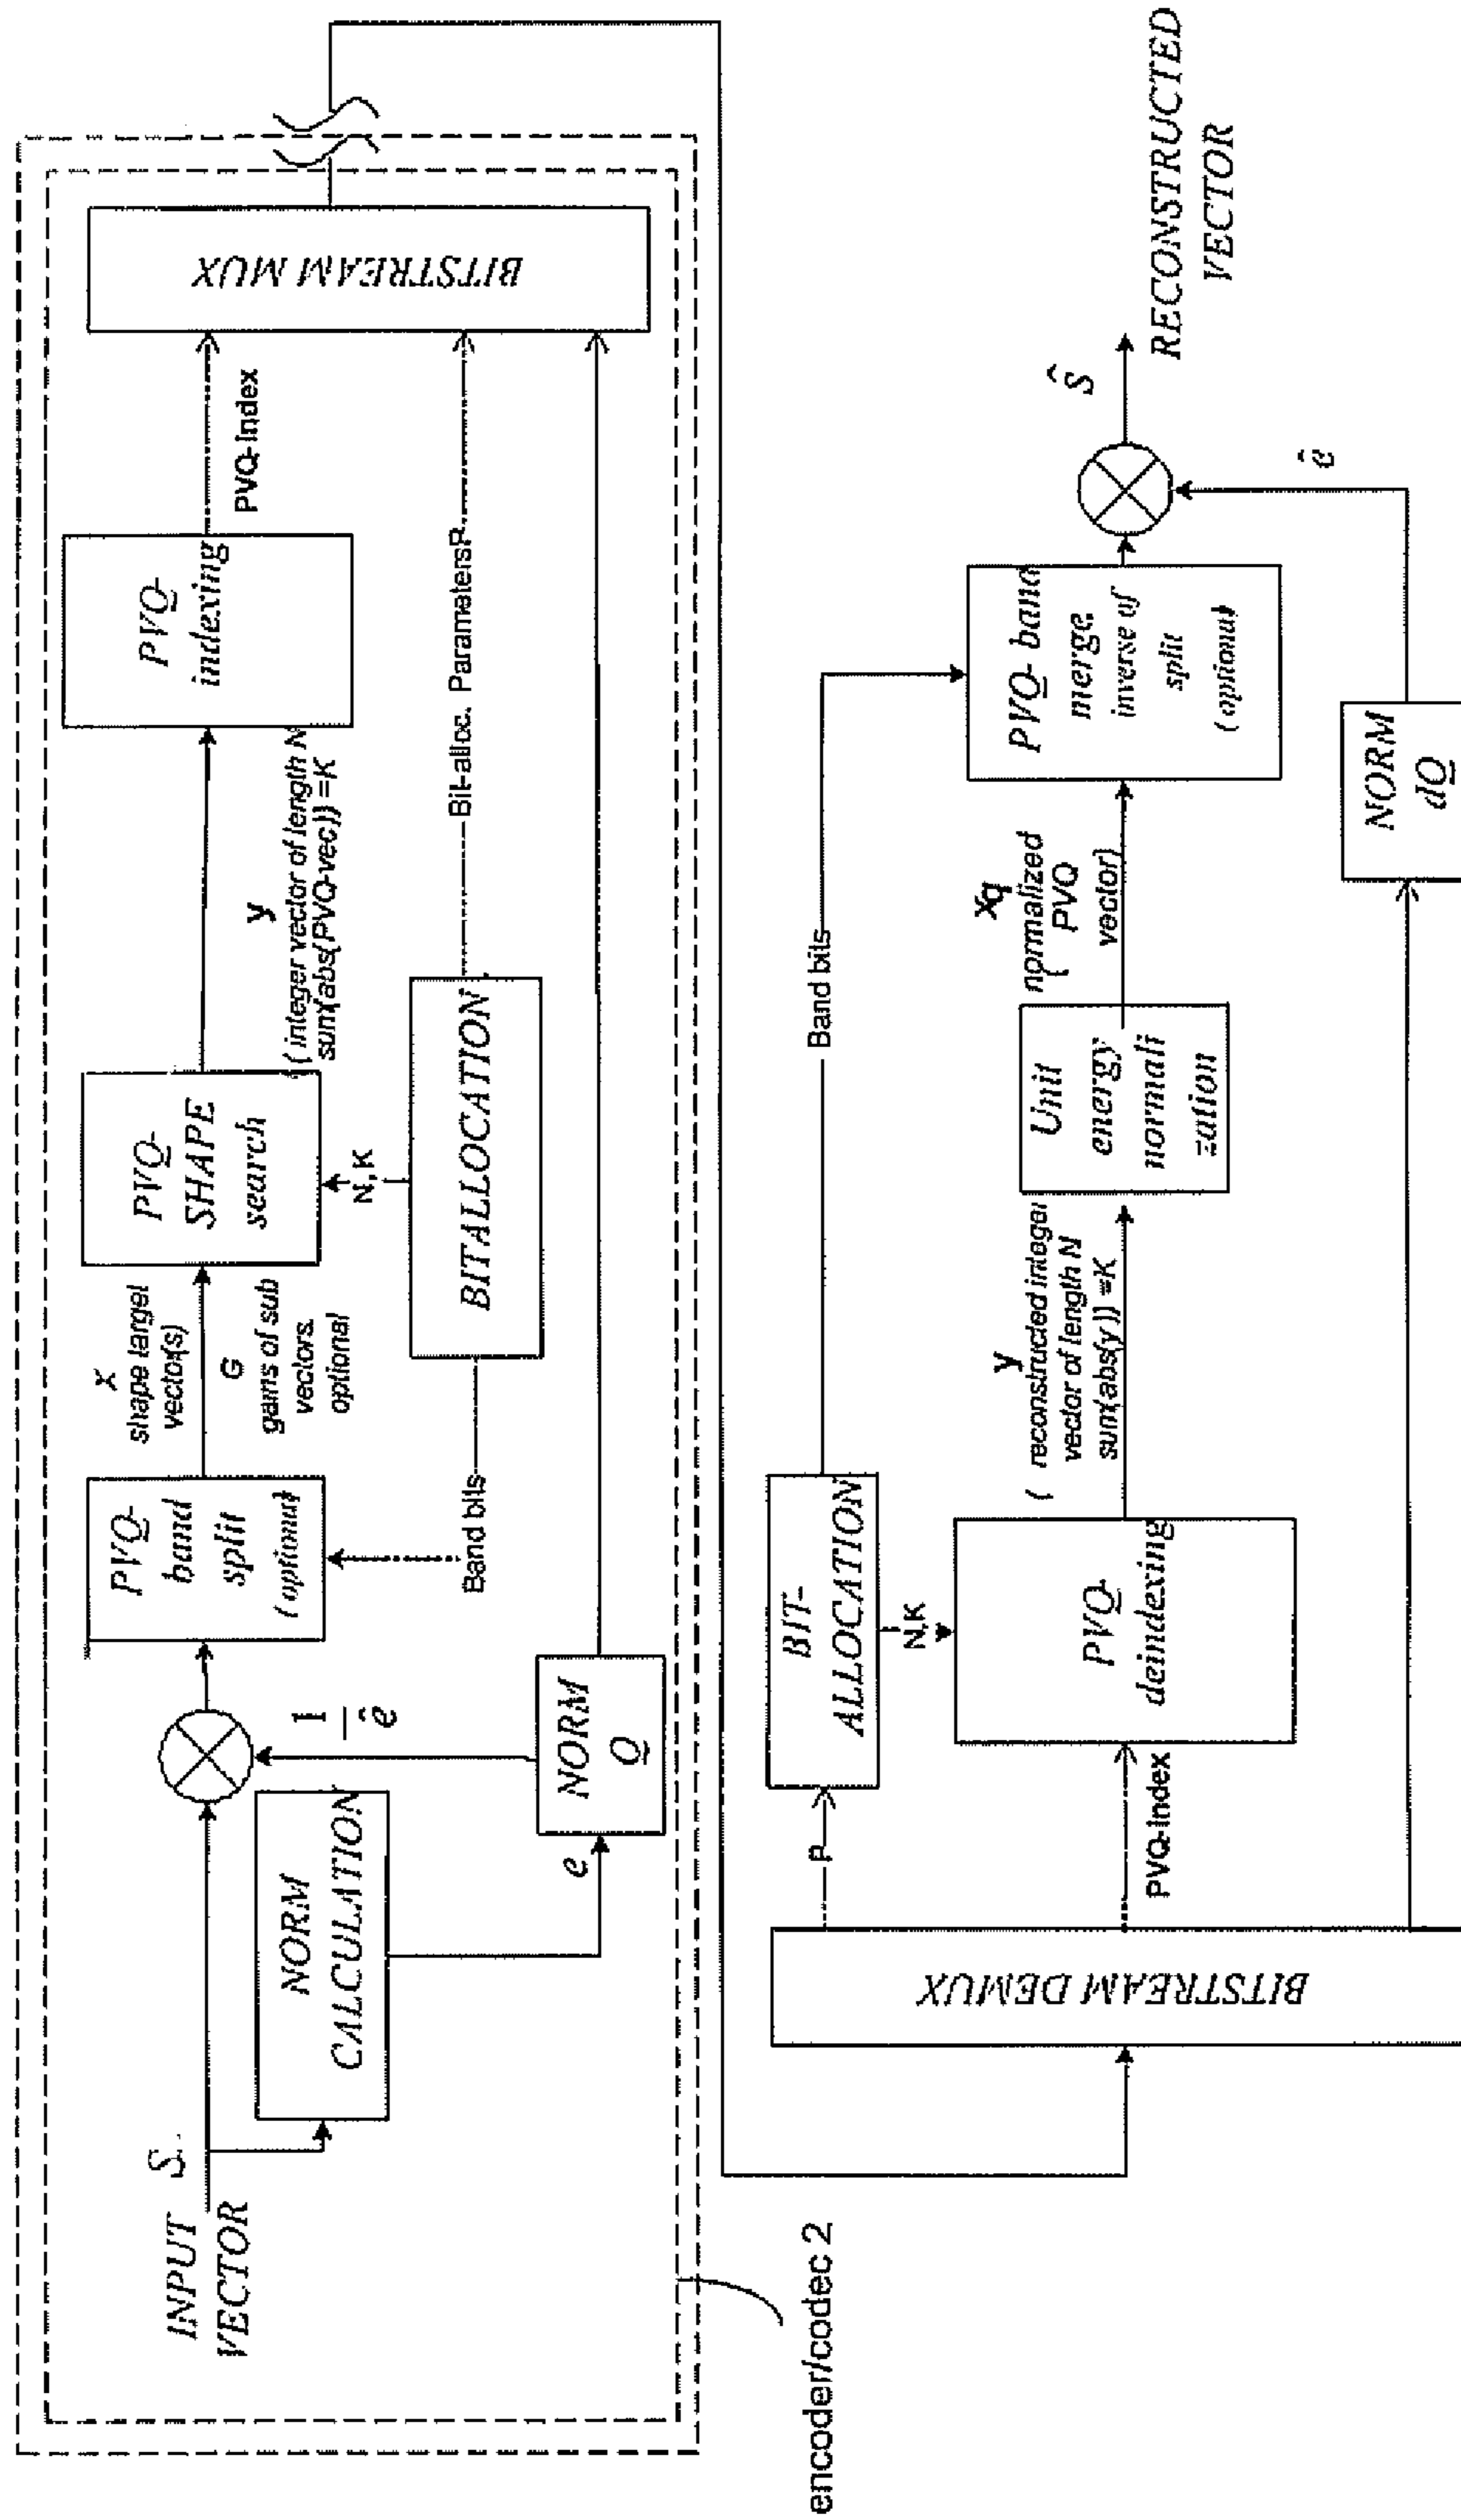 INPUT
VECTOR
S
NORM
CALCULATION
e
NORM
Q
1
ê
PVQ-
band
split
(optional)
Band bits
x
shape target
vector(s)
G
gains of sub
vectors.
optional
PVQ-
SHAPE
search
N,K
BITALLOCATION
y
( integer vector of length N
sum(abs(PVQ-vec)) =K
PVQ-
indexing
PVQ-Index
Bit-alloc. Parameters P.
BITSTREAM MUX
encoder/codec 2
BITSTREAM DEMUX
P
PVQ-Index
BIT-
ALLOCATION
N,K
PVQ-
deindexing
Band bits
y
( reconstructed integer
vector of length N
sum(abs(y)) =K
Unit
energy
normali
zation
xq
normalized
( PVQ
vector)
PVQ- band
merge.
inverse of
split
(optional)
NORM
dQ
ê
ŝ
RECONSTRUCTED
VECTOR